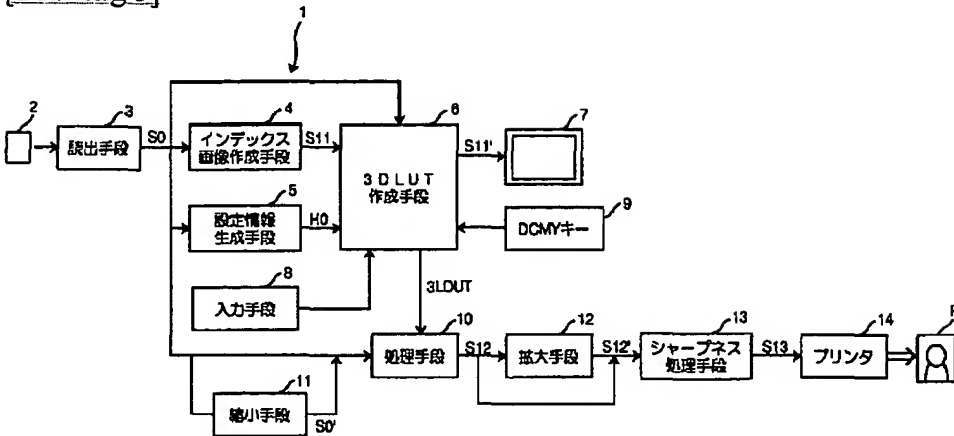 1
2
3
読出手段
S0
4
インデックス
画像作成手段
S11
5
設定情報
生成手段
H0
6
3DLUT
作成手段
S11'
7
8
入力手段
9
DCMYキー
3LDUT
10
処理手段
S12
11
縮小手段
S0'
12
拡大手段
S12'
13
シャープネス
処理手段
S13
14
プリンタ
P